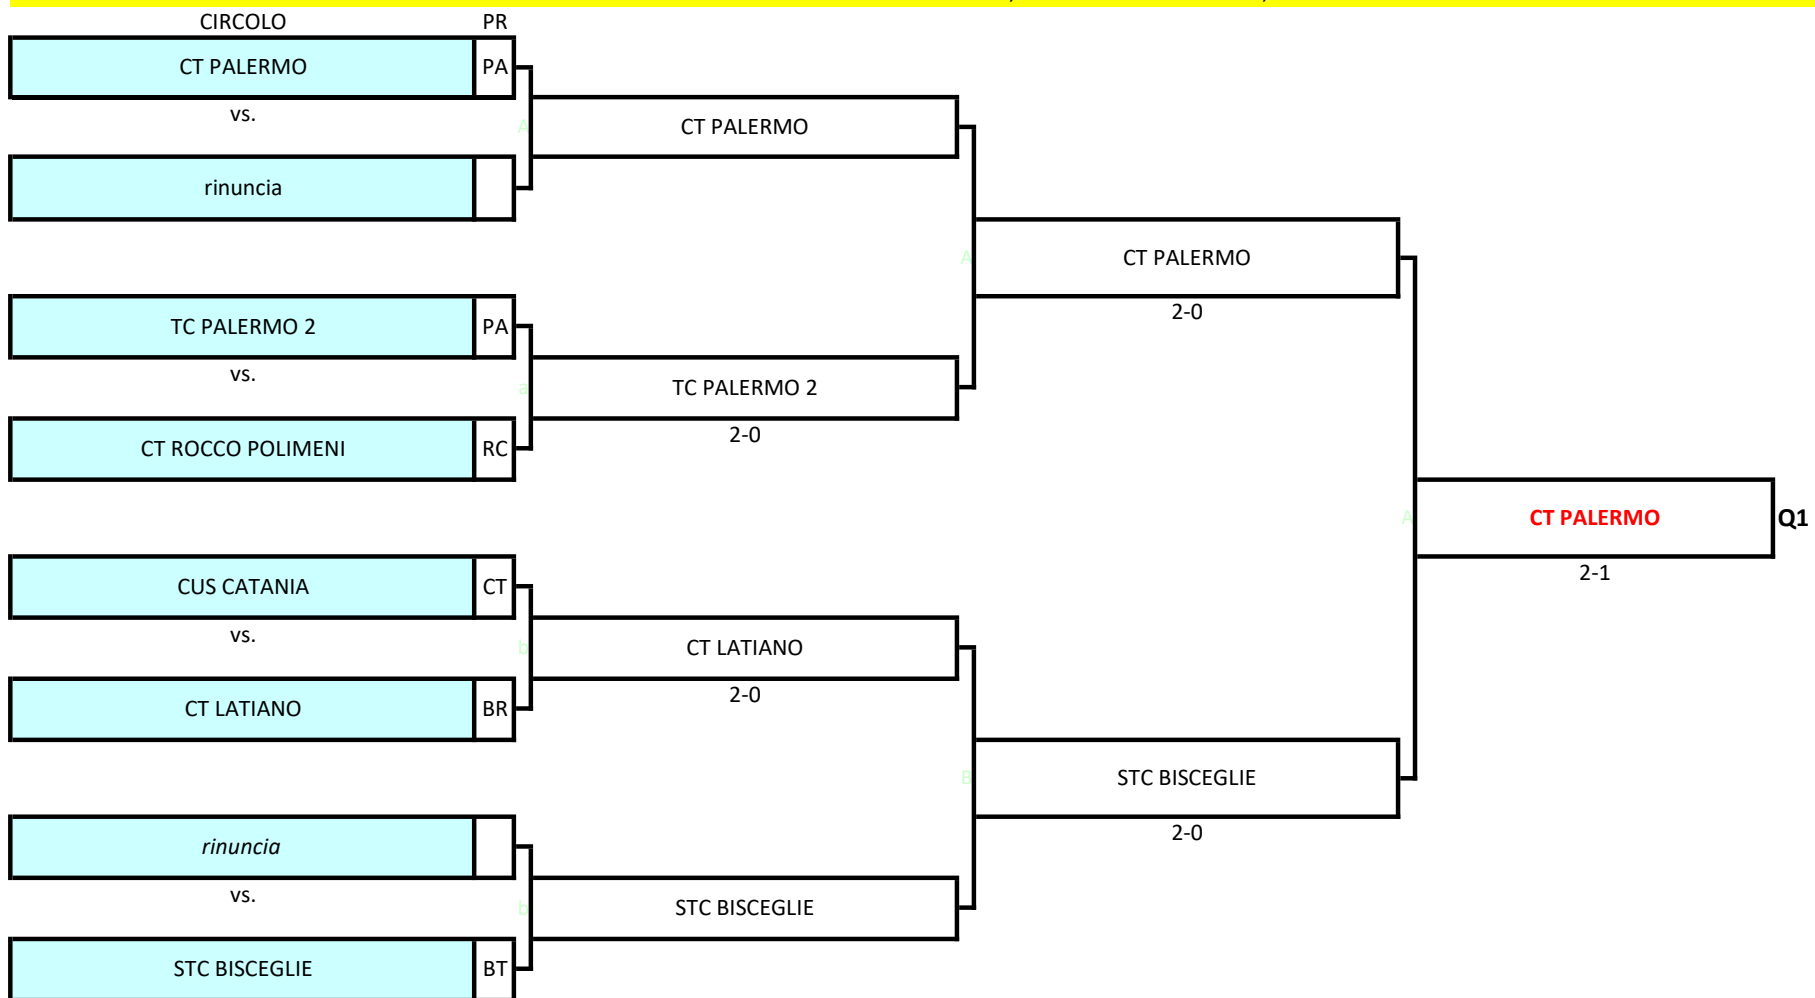 CIRCOLO PR
CT PALERMO PA
vs.
A CT PALERMO
rinuncia
A CT PALERMO
2-0
TC PALERMO 2 PA
vs.
a TC PALERMO 2
2-0
CT ROCCO POLIMENI RC
A CT PALERMO Q1
2-1
CUS CATANIA CT
vs.
b CT LATIANO
2-0
CT LATIANO BR
B STC BISCEGLIE
2-0
rinuncia
vs.
b STC BISCEGLIE
STC BISCEGLIE BT